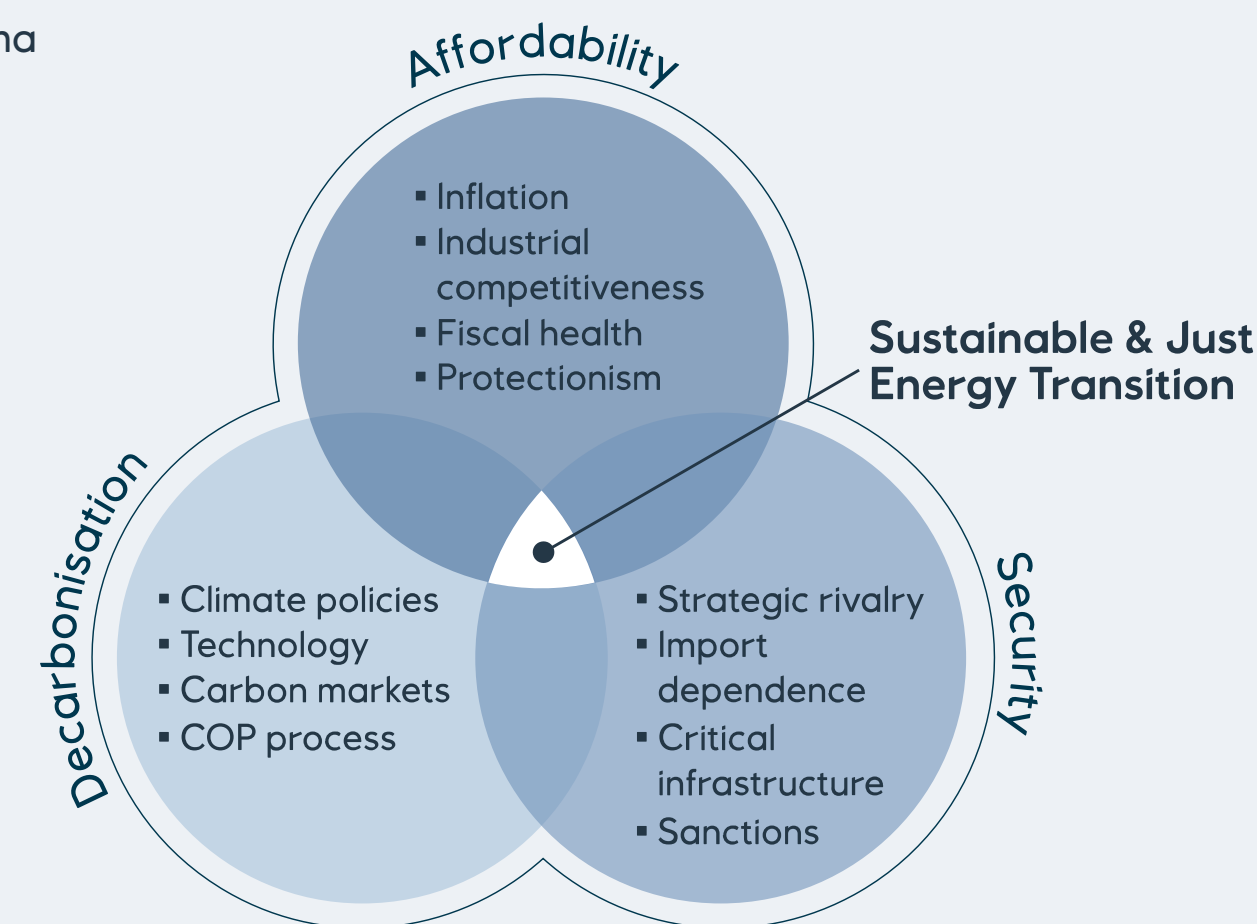 Affordability
▪ Inflation
▪ Industrial
competitiveness
▪ Fiscal health
▪ Protectionism
Sustainable & Just
Energy Transition
Decarbonisation
▪ Climate policies
▪ Technology
▪ Carbon markets
▪ COP process
Security
▪ Strategic rivalry
▪ Import
dependence
▪ Critical
infrastructure
▪ Sanctions